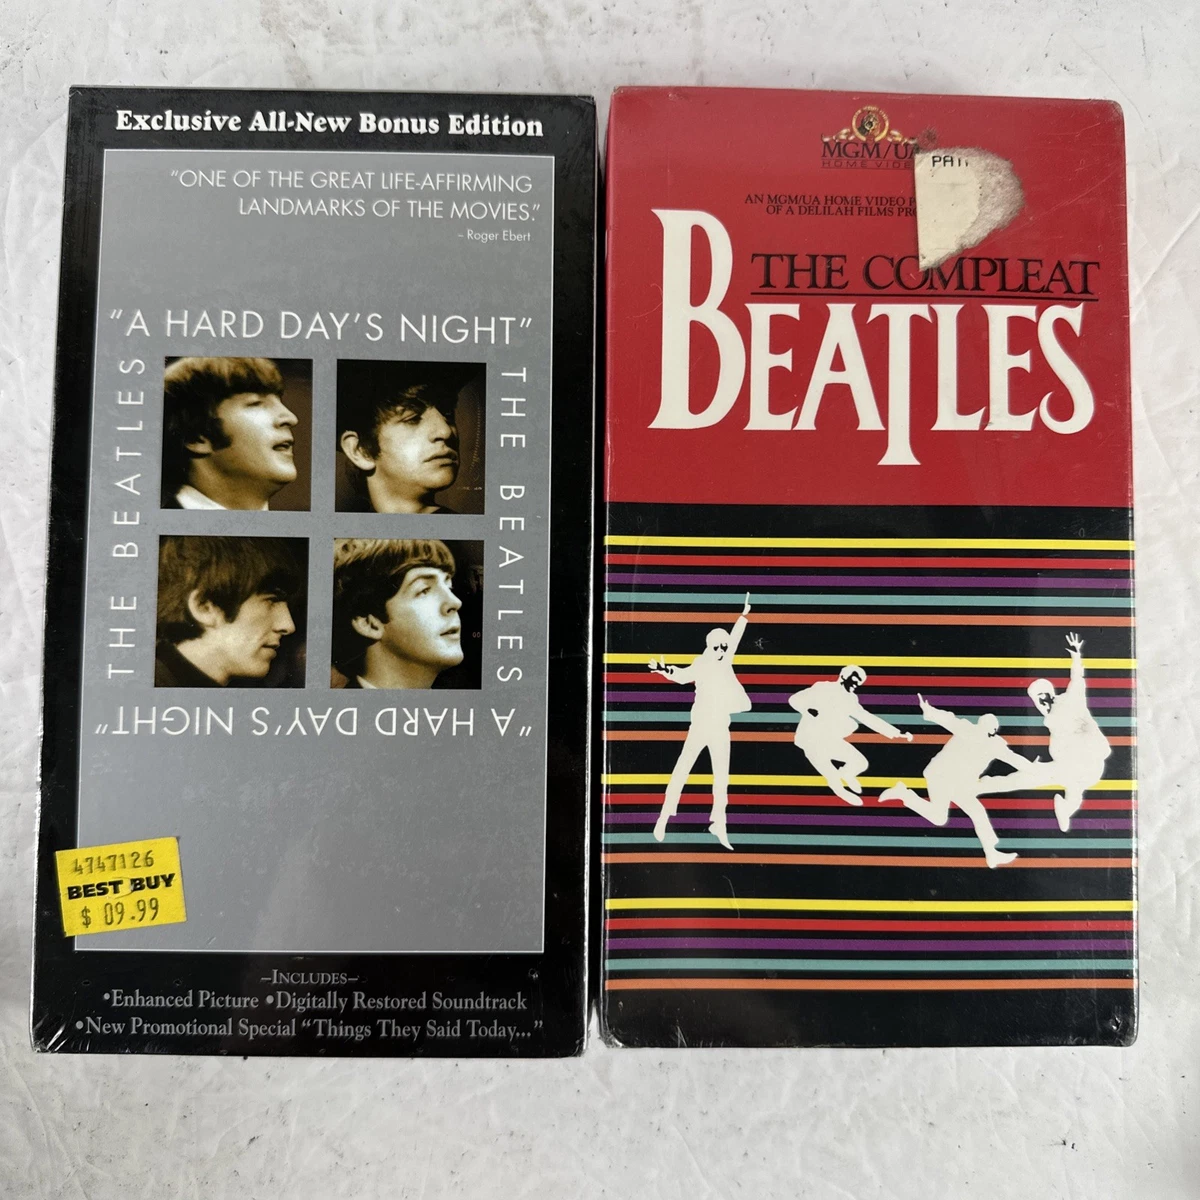 Exclusive All-New Bonus Edition
"ONE OF THE GREAT LIFE-AFFIRMING
LANDMARKS OF THE MOVIES."
– Roger Ebert
"A HARD DAY'S NIGHT"
THE BEATLES
THE BEATLES
"A HARD DAY'S NIGHT"
4747126
BEST BUY
$ 09.99
–INCLUDES–
•Enhanced Picture •Digitally Restored Soundtrack
•New Promotional Special "Things They Said Today..."
MGM/UA
HOME VIDEO
AN MGM/UA HOME VIDEO
OF A DELILAH FILMS
THE COMPLEAT
BEATLES